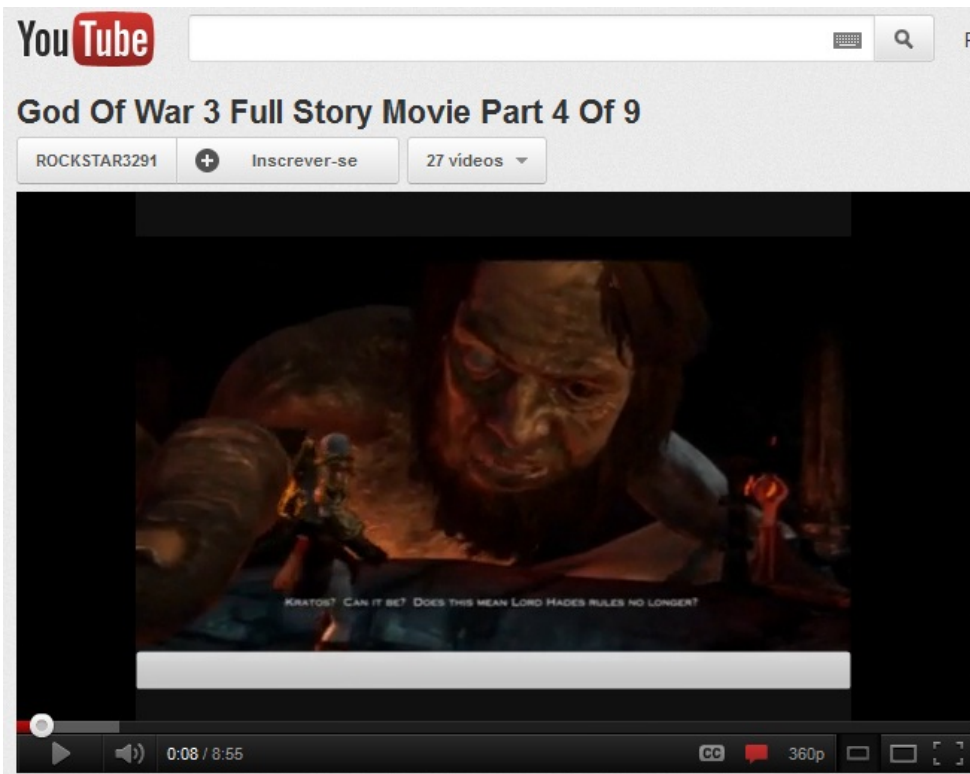 YouTube
God Of War 3 Full Story Movie Part 4 Of 9
ROCKSTAR3291 Inscrever-se 27 vídeos
KRATOS? CAN IT BE? DOES THIS MEAN LORD HADES RULES NO LONGER?
0:08 / 8:55 CC 360p